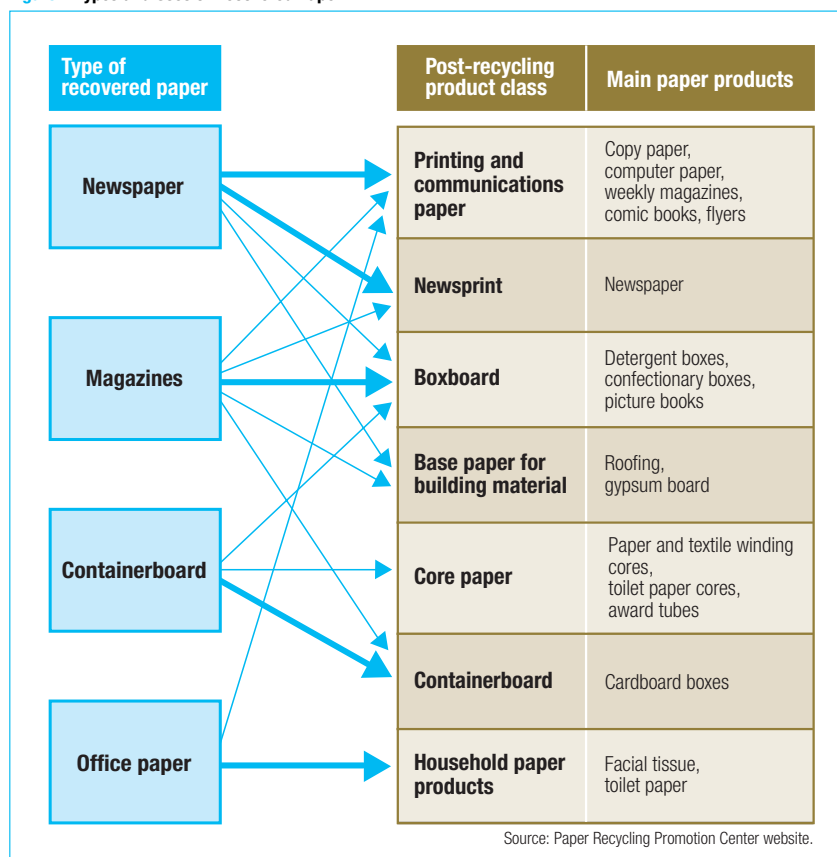 Type of
recovered paper
Post-recycling
product class
Main paper products
Newspaper
Magazines
Containerboard
Office paper
Printing and
communications
paper
Copy paper,
computer paper,
weekly magazines,
comic books, flyers
Newsprint
Newspaper
Boxboard
Detergent boxes,
confectionary boxes,
picture books
Base paper for
building material
Roofing,
gypsum board
Core paper
Paper and textile winding
cores,
toilet paper cores,
award tubes
Containerboard
Cardboard boxes
Household paper
products
Facial tissue,
toilet paper
Source: Paper Recycling Promotion Center website.